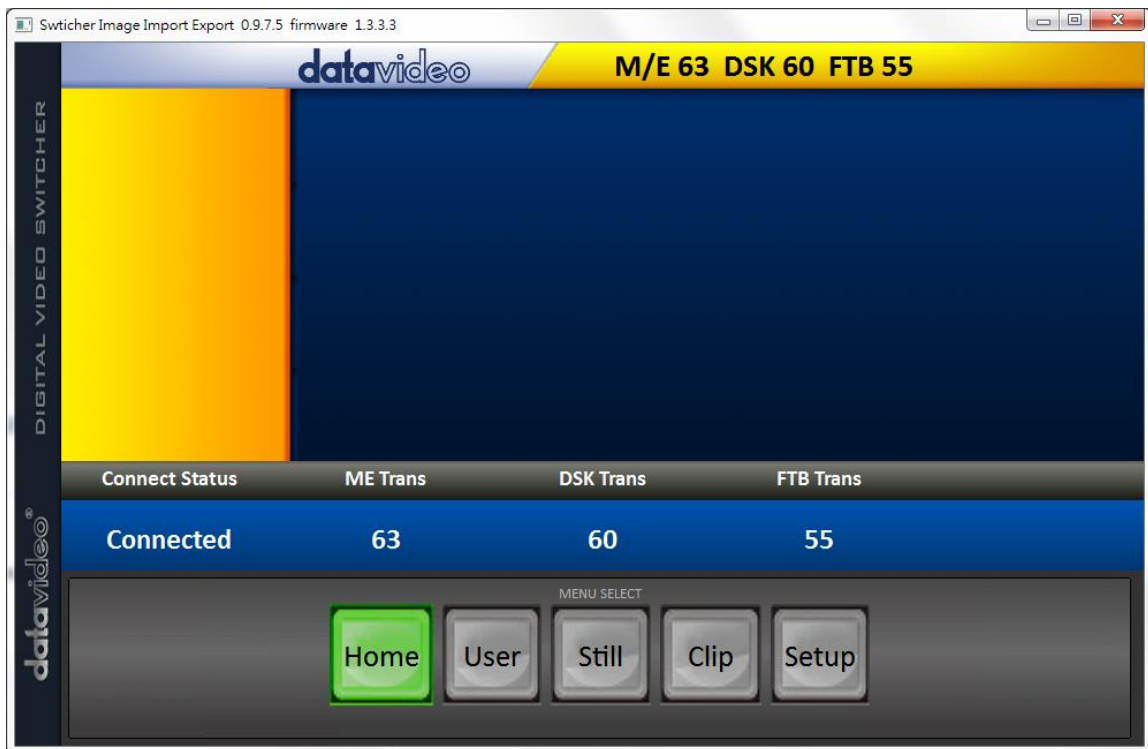 Swticher Image Import Export 0.9.7.5 firmware 1.3.3.3
datavideo M/E 63 DSK 60 FTB 55
DIGITAL VIDEO SWITCHER
datavideo®
Connect Status ME Trans DSK Trans FTB Trans
Connected 63 60 55
MENU SELECT
Home User Still Clip Setup